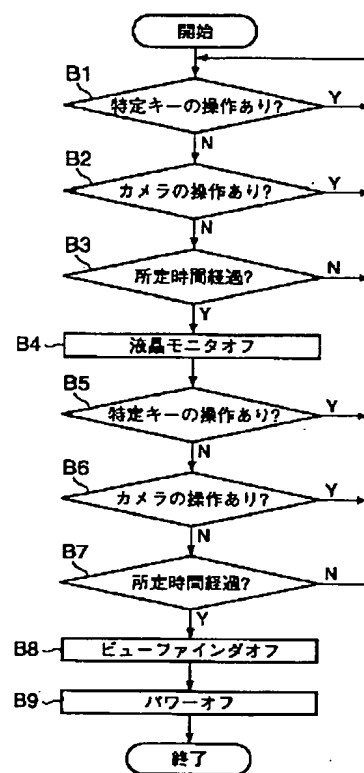 開始
B1
特定キーの操作あり?
Y
N
B2
カメラの操作あり?
Y
N
B3
所定時間経過?
N
Y
B4
液晶モニタオフ
B5
特定キーの操作あり?
Y
N
B6
カメラの操作あり?
Y
N
B7
所定時間経過?
N
Y
B8
ビューファインダオフ
B9
パワーオフ
終了